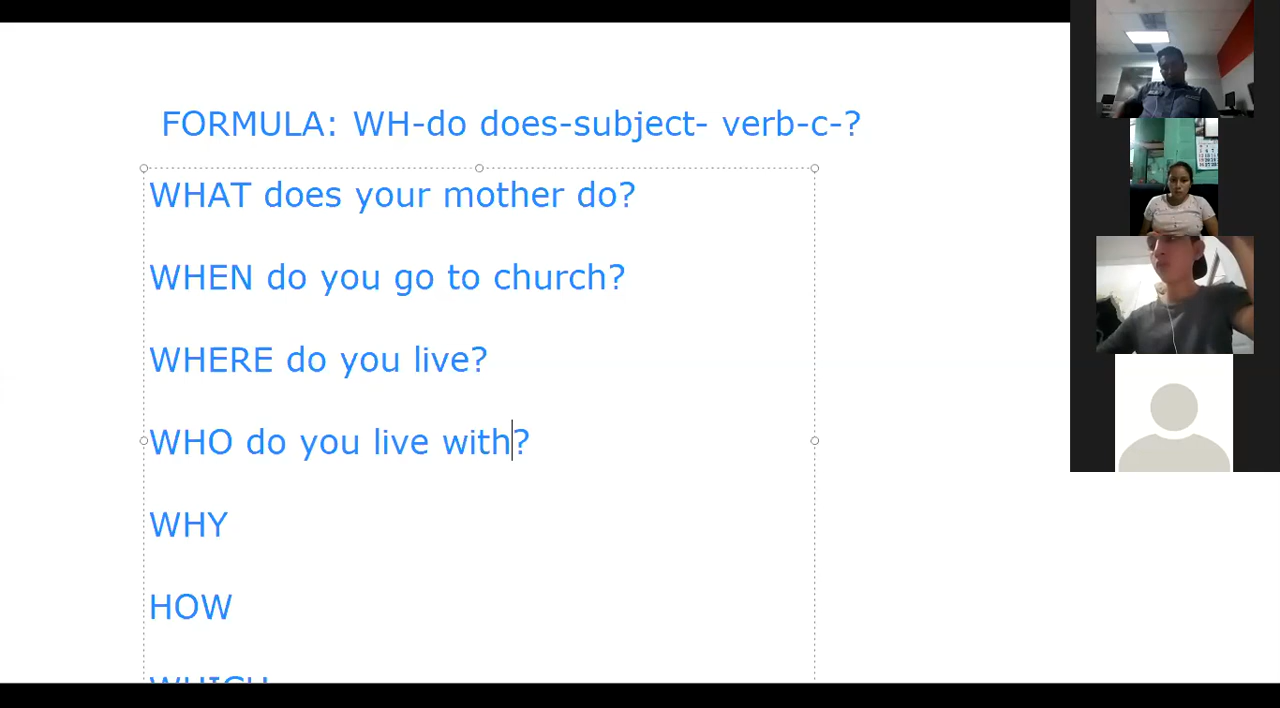 FORMULA: WH-do does-subject- verb-c-?
WHAT does your mother do?
WHEN do you go to church?
WHERE do you live?
WHO do you live with?
WHY
HOW
WHICH